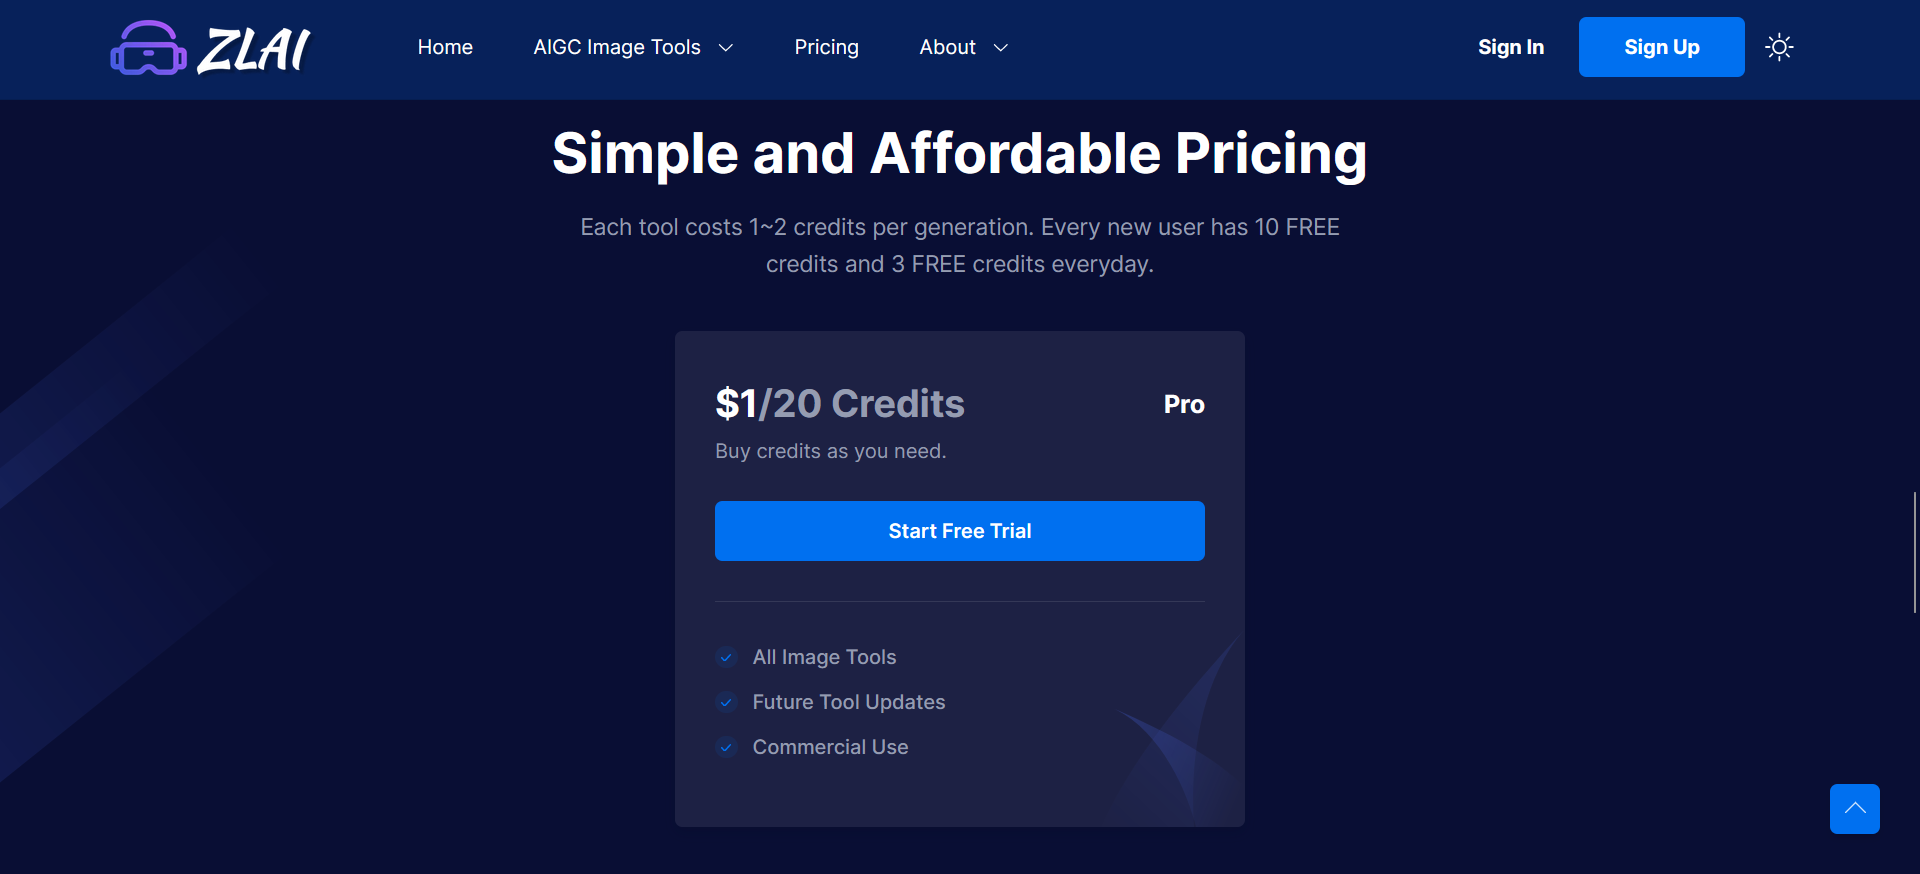 ZLAI
Home
AIGC Image Tools
Pricing
About
Sign In
Sign Up
Simple and Affordable Pricing
Each tool costs 1~2 credits per generation. Every new user has 10 FREE
credits and 3 FREE credits everyday.
$1/20 Credits
Pro
Buy credits as you need.
Start Free Trial
All Image Tools
Future Tool Updates
Commercial Use